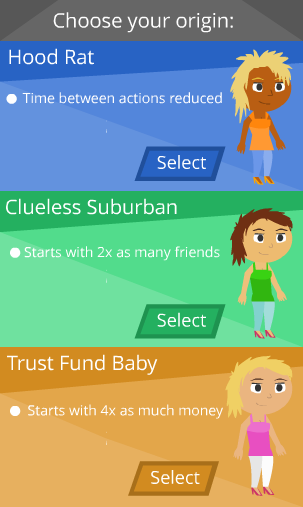 Choose your origin:
Hood Rat
Time between actions reduced
Select
Clueless Suburban
Starts with 2x as many friends
Select
Trust Fund Baby
Starts with 4x as much money
Select